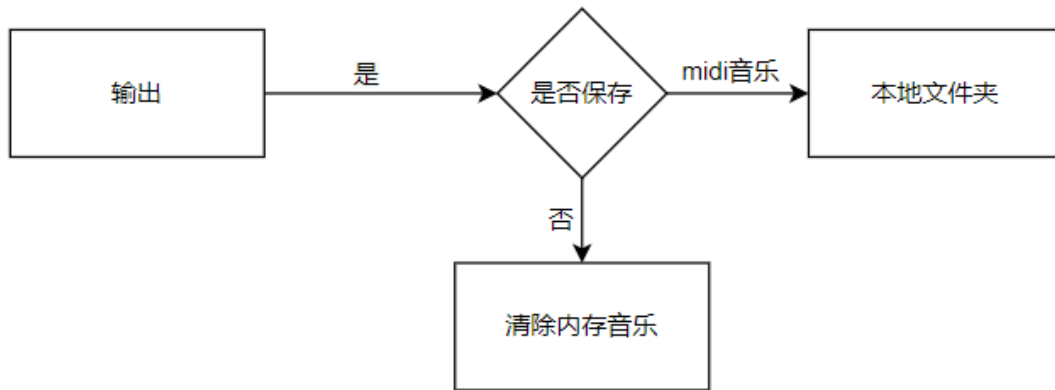 输出
是
是否保存
midi音乐
本地文件夹
否
清除内存音乐